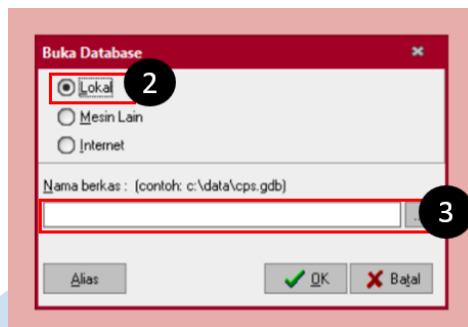 Buka Database
Lokal
2
Mesin Lain
Internet
Nama berkas : (contoh: c:\data\cps.gdb)
3
Alias
OK
Batal